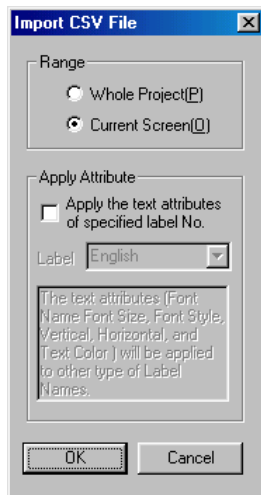 Import CSV File
Range
Whole Project(P)
Current Screen(O)
Apply Attribute
Apply the text attributes
of specified label No.
Label English
The text attributes (Font
Name Font Size, Font Style,
Vertical, Horizontal, and
Text Color ) will be applied
to other type of Label
Names.
OK Cancel